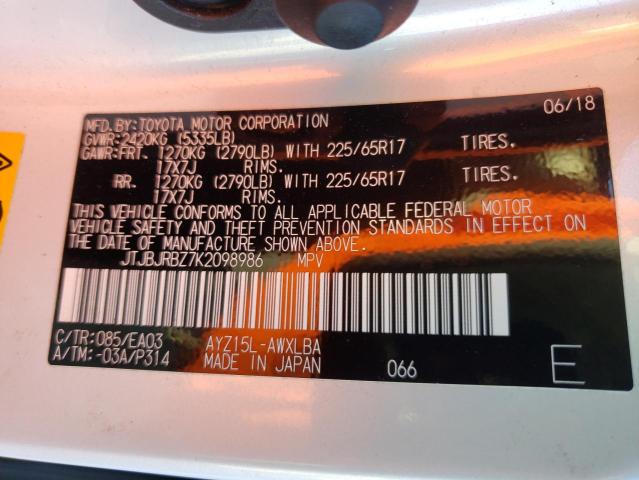 MFD.BY:TOYOTA MOTOR CORPORATION 06/18
GVWR:2420KG (5335LB)
GAWR:FRT. 1270KG (2790LB) WITH 225/65R17 TIRES.
17X7J RIMS.
RR. 1270KG (2790LB) WITH 225/65R17 TIRES.
17X7J RIMS.
THIS VEHICLE CONFORMS TO ALL APPLICABLE FEDERAL MOTOR
VEHICLE SAFETY AND THEFT PREVENTION STANDARDS IN EFFECT ON
THE DATE OF MANUFACTURE SHOWN ABOVE.
JTJBJRBZ7K2098986 MPV
C/TR:085/EA03 AYZ15L-AWXLBA
A/TM:-03A/P314 MADE IN JAPAN 066 E